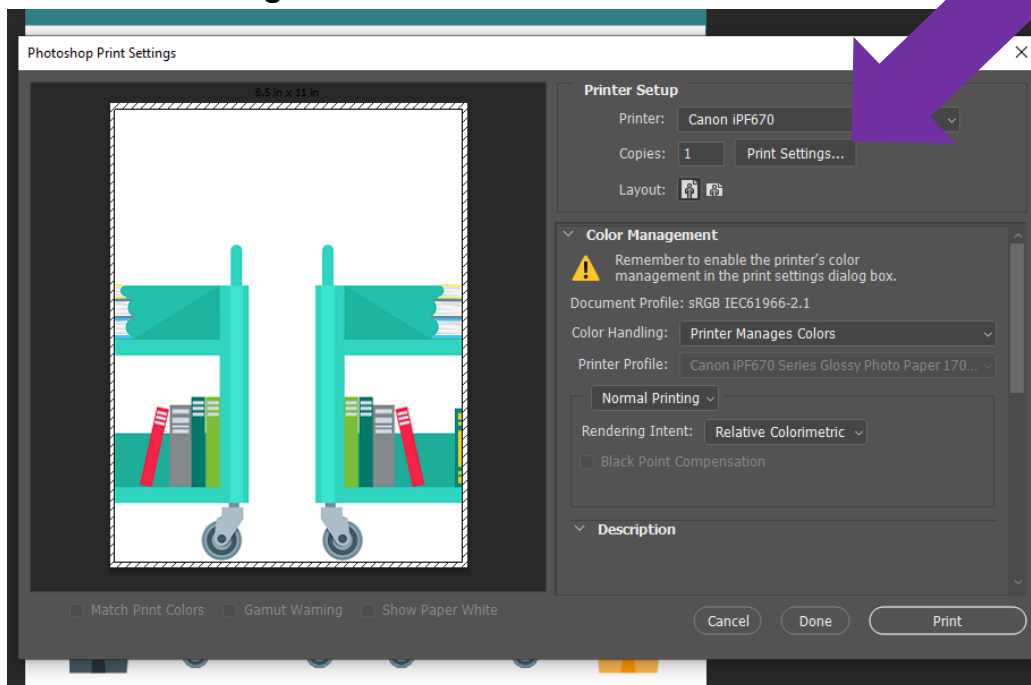 Photoshop Print Settings
8.5 in x 11 in
Printer Setup
Printer: Canon iPF670
Copies: 1 Print Settings...
Layout:
Color Management
Remember to enable the printer's color
management in the print settings dialog box.
Document Profile: sRGB IEC61966-2.1
Color Handling: Printer Manages Colors
Printer Profile: Canon iPF670 Series Glossy Photo Paper 170...
Normal Printing
Rendering Intent: Relative Colorimetric
Black Point Compensation
Description
Match Print Colors Gamut Warning Show Paper White
Cancel Done Print